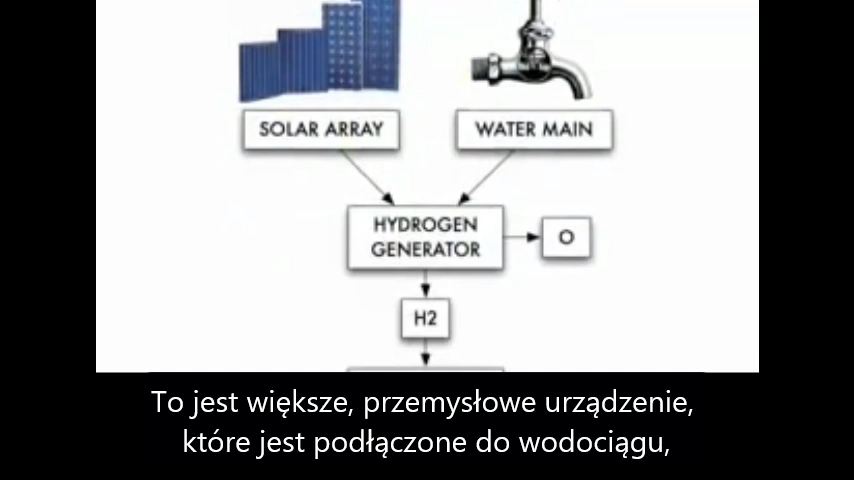 SOLAR ARRAY
WATER MAIN
HYDROGEN
GENERATOR
O
H2
To jest większe, przemysłowe urządzenie,
które jest podłączone do wodociągu,